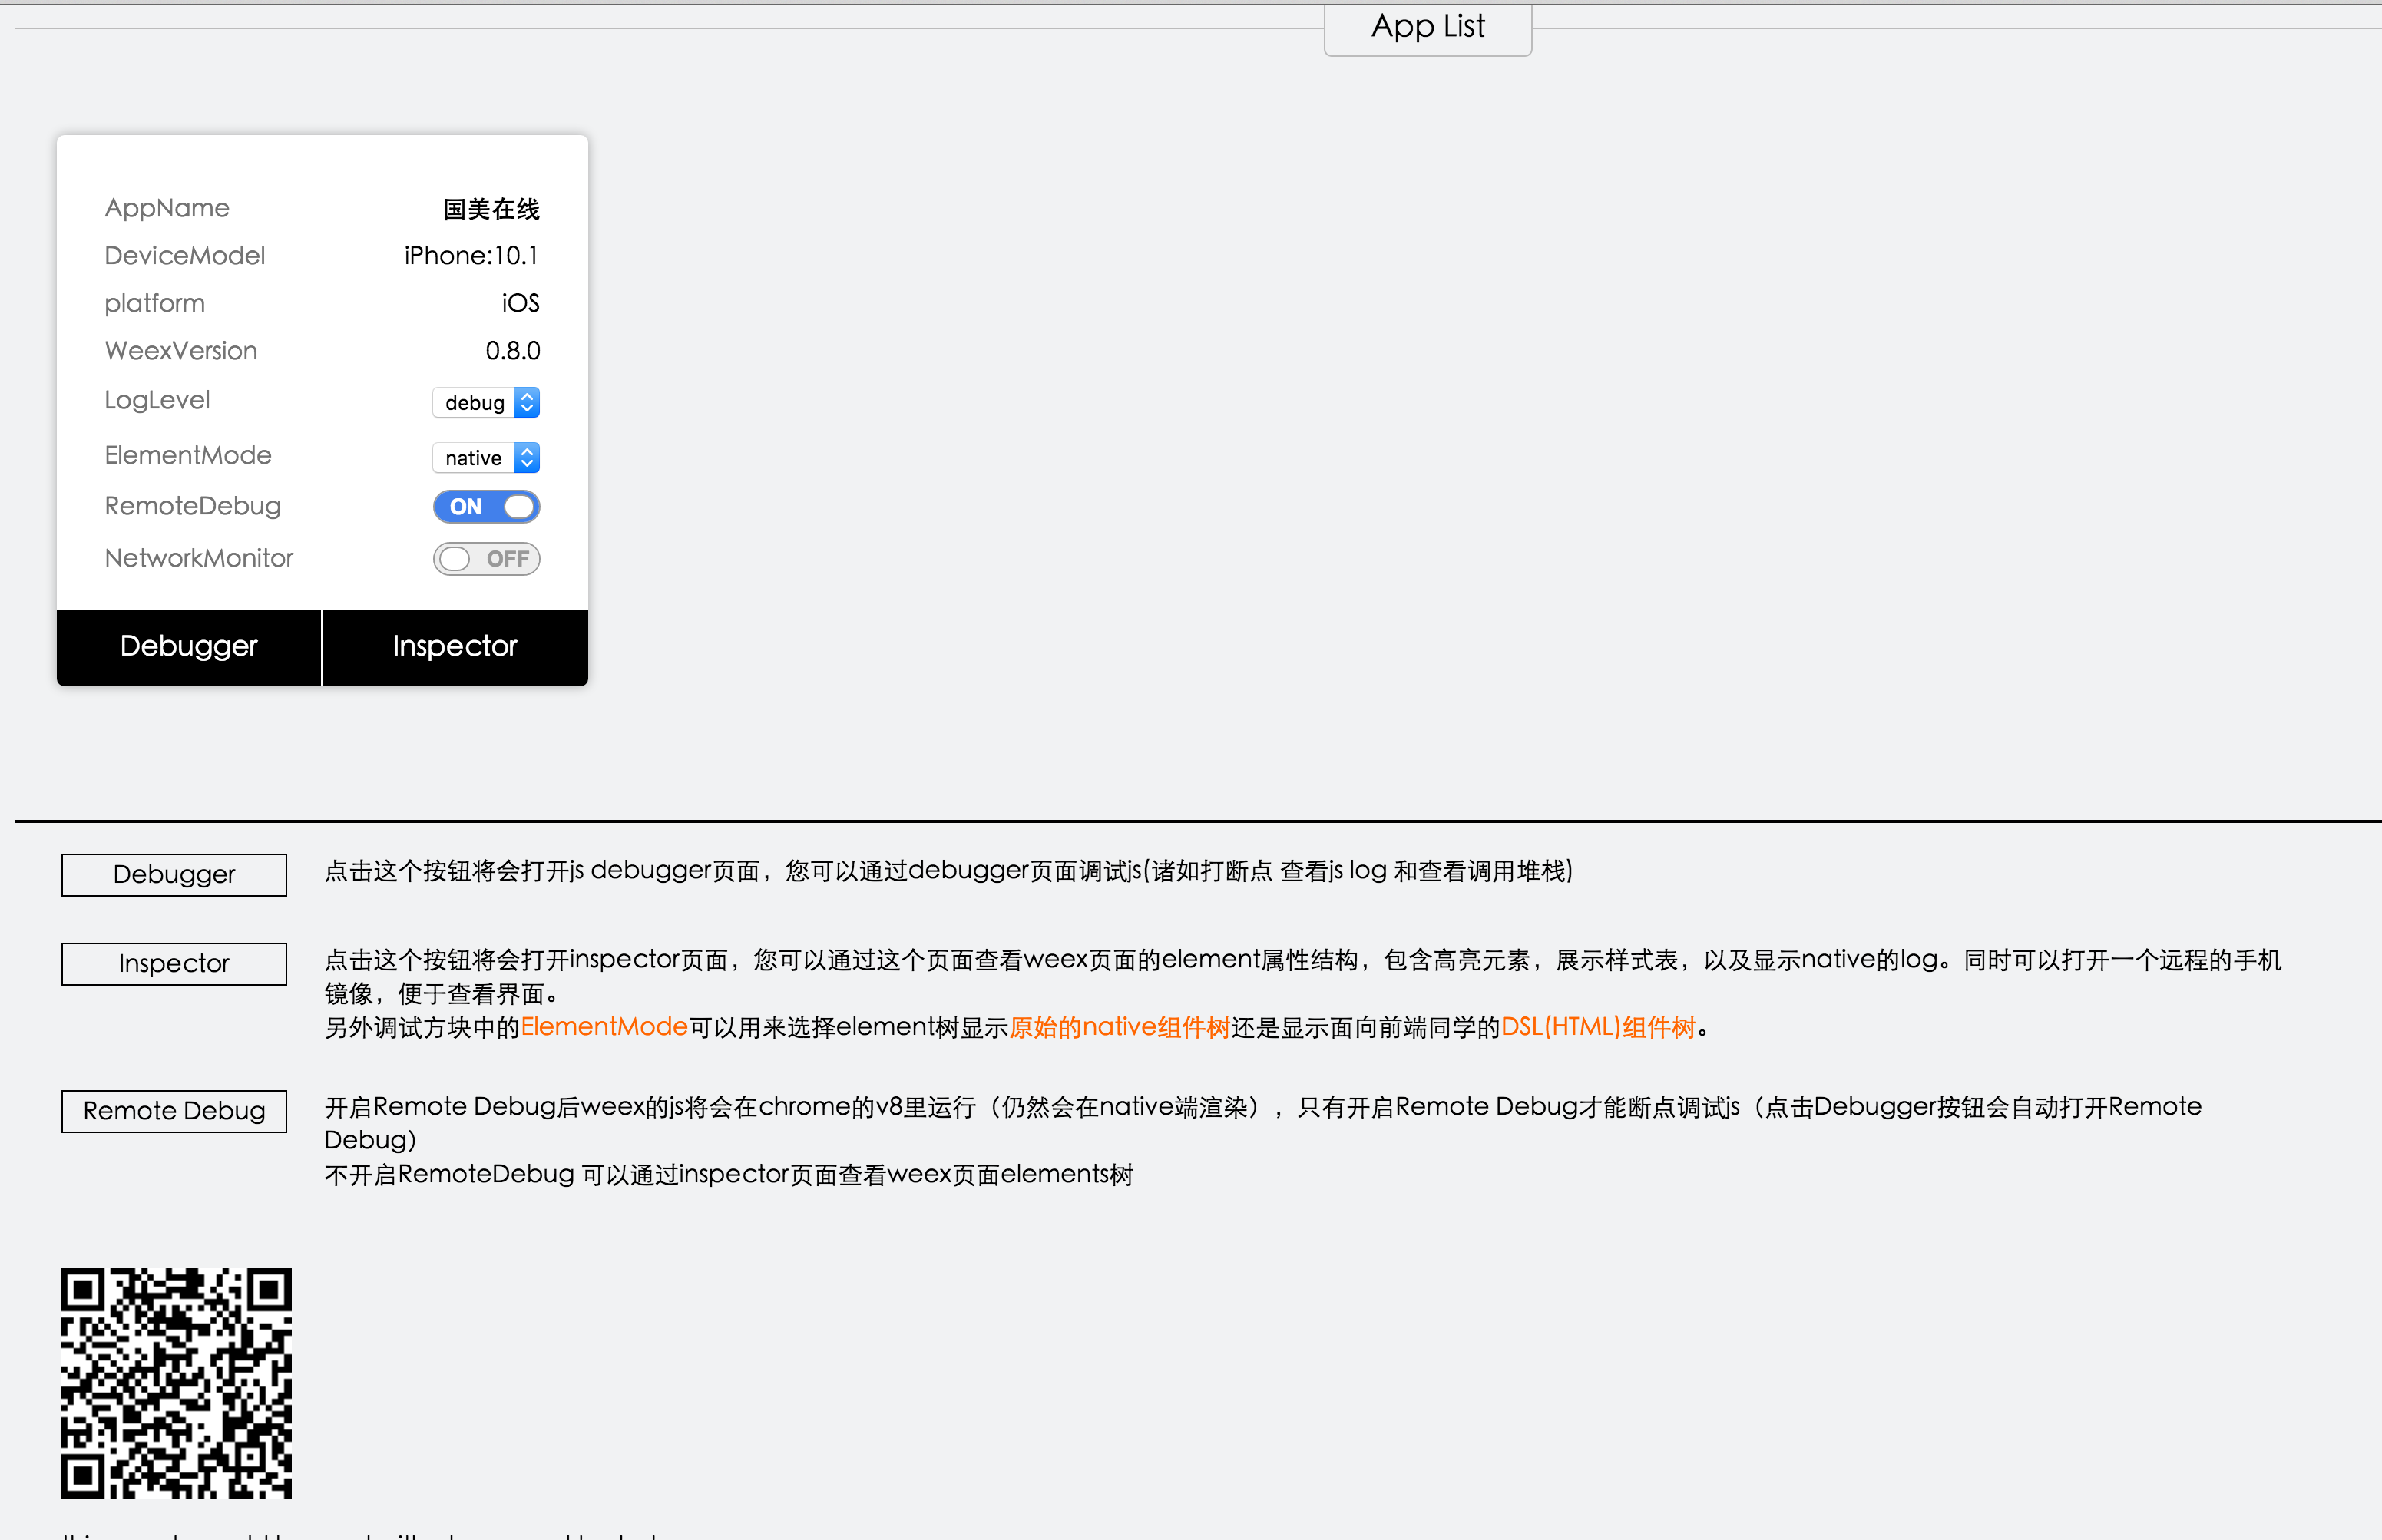 App List
AppName 国美在线
DeviceModel iPhone:10.1
platform iOS
WeexVersion 0.8.0
LogLevel debug
ElementMode native
RemoteDebug ON
NetworkMonitor OFF
Debugger Inspector
Debugger 点击这个按钮将会打开js debugger页面，您可以通过debugger页面调试js(诸如打断点 查看js log 和查看调用堆栈)
Inspector 点击这个按钮将会打开inspector页面，您可以通过这个页面查看weex页面的element属性结构，包含高亮元素，展示样式表，以及显示native的log。同时可以打开一个远程的手机
镜像，便于查看界面。
另外调试方块中的ElementMode可以用来选择element树显示原始的native组件树还是显示面向前端同学的DSL(HTML)组件树。
Remote Debug 开启Remote Debug后weex的js将会在chrome的v8里运行（仍然会在native端渲染），只有开启Remote Debug才能断点调试js（点击Debugger按钮会自动打开Remote
Debug）
不开启RemoteDebug 可以通过inspector页面查看weex页面elements树